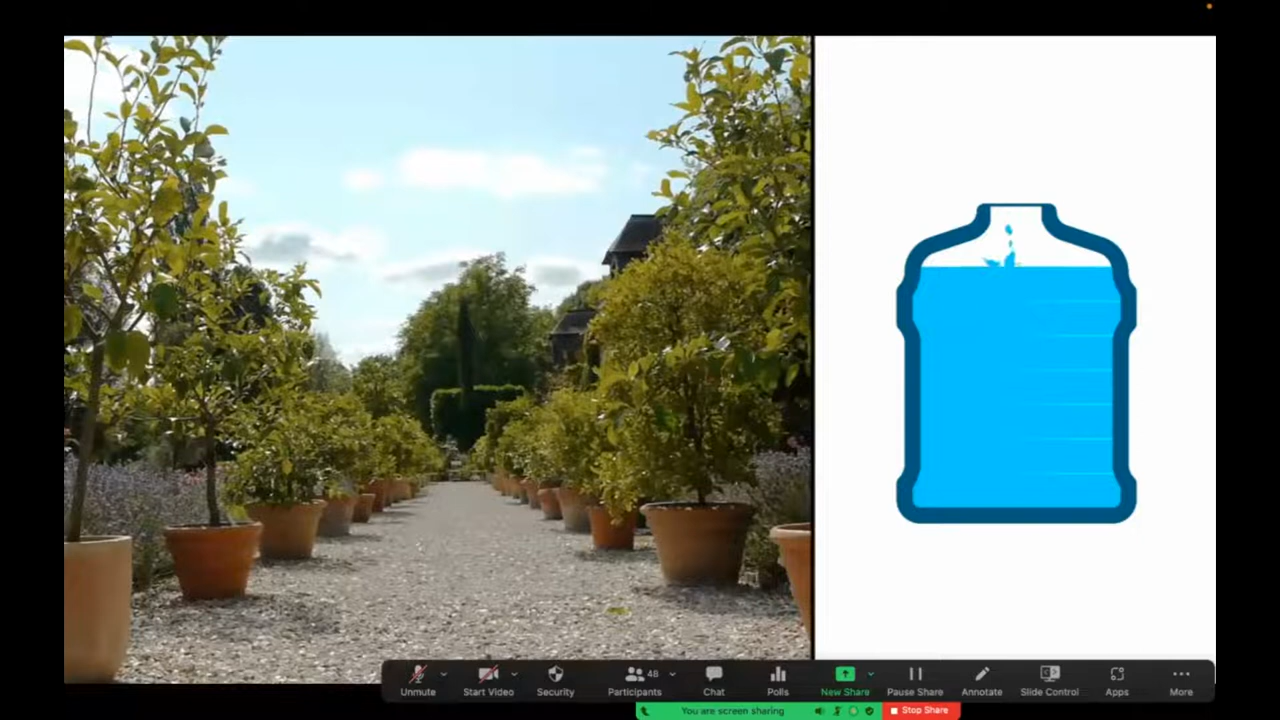 48
Unmute Start Video Security Participants Chat Polls New Share Pause Share Annotate Slide Control Apps More
You are screen sharing Stop Share